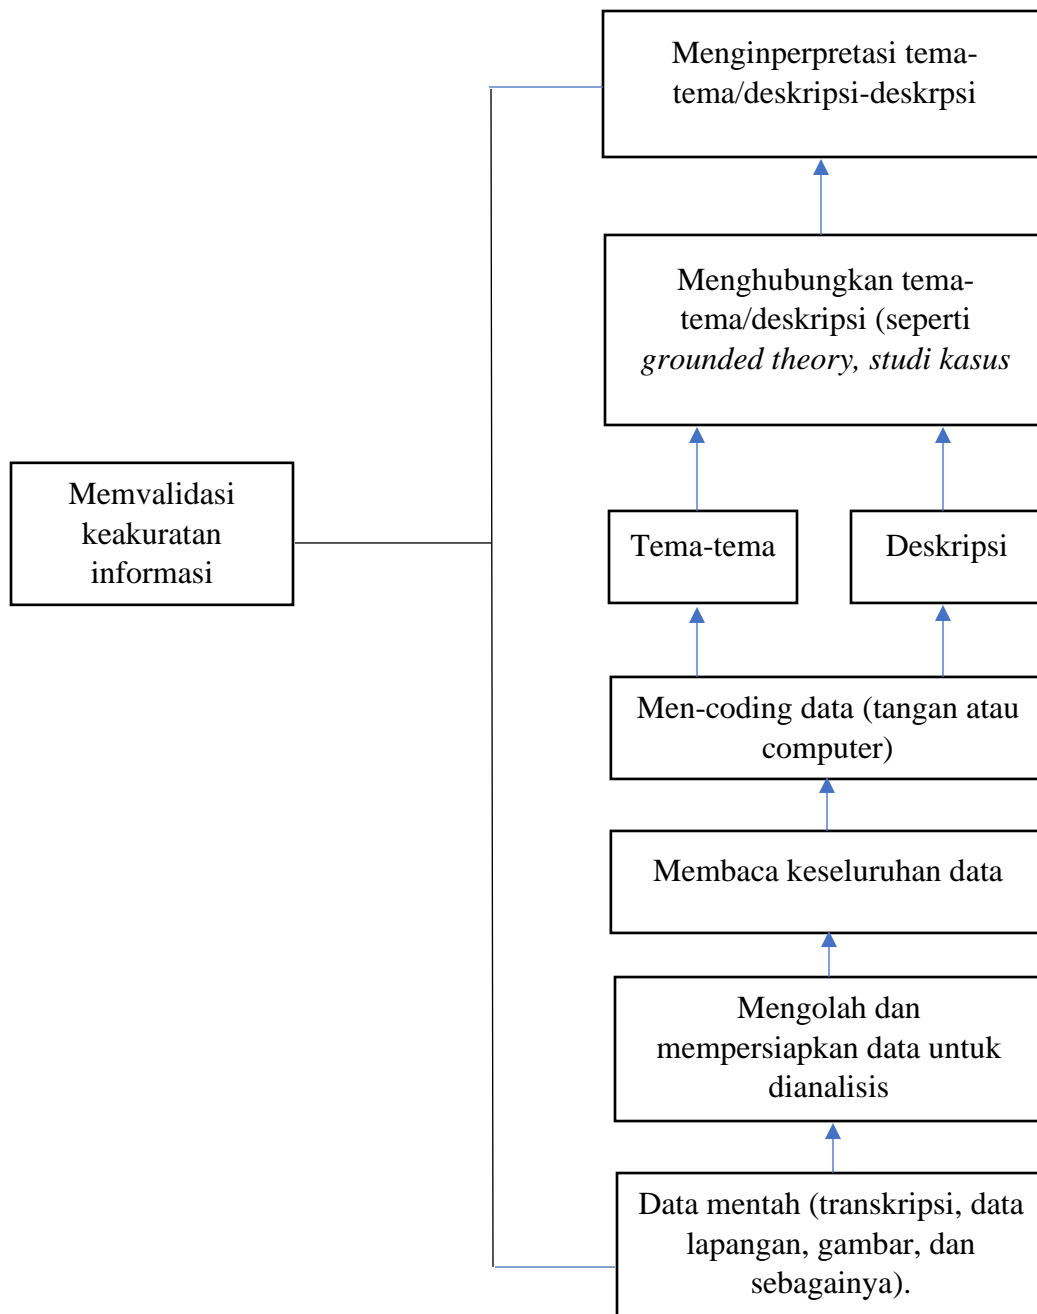 Menginperpretasi tema-
tema/deskripsi-deskrpsi
Menghubungkan tema-
tema/deskripsi (seperti
grounded theory, studi kasus
Memvalidasi
keakuratan
informasi
Tema-tema
Deskripsi
Men-coding data (tangan atau
computer)
Membaca keseluruhan data
Mengolah dan
mempersiapkan data untuk
dianalisis
Data mentah (transkripsi, data
lapangan, gambar, dan
sebagainya).